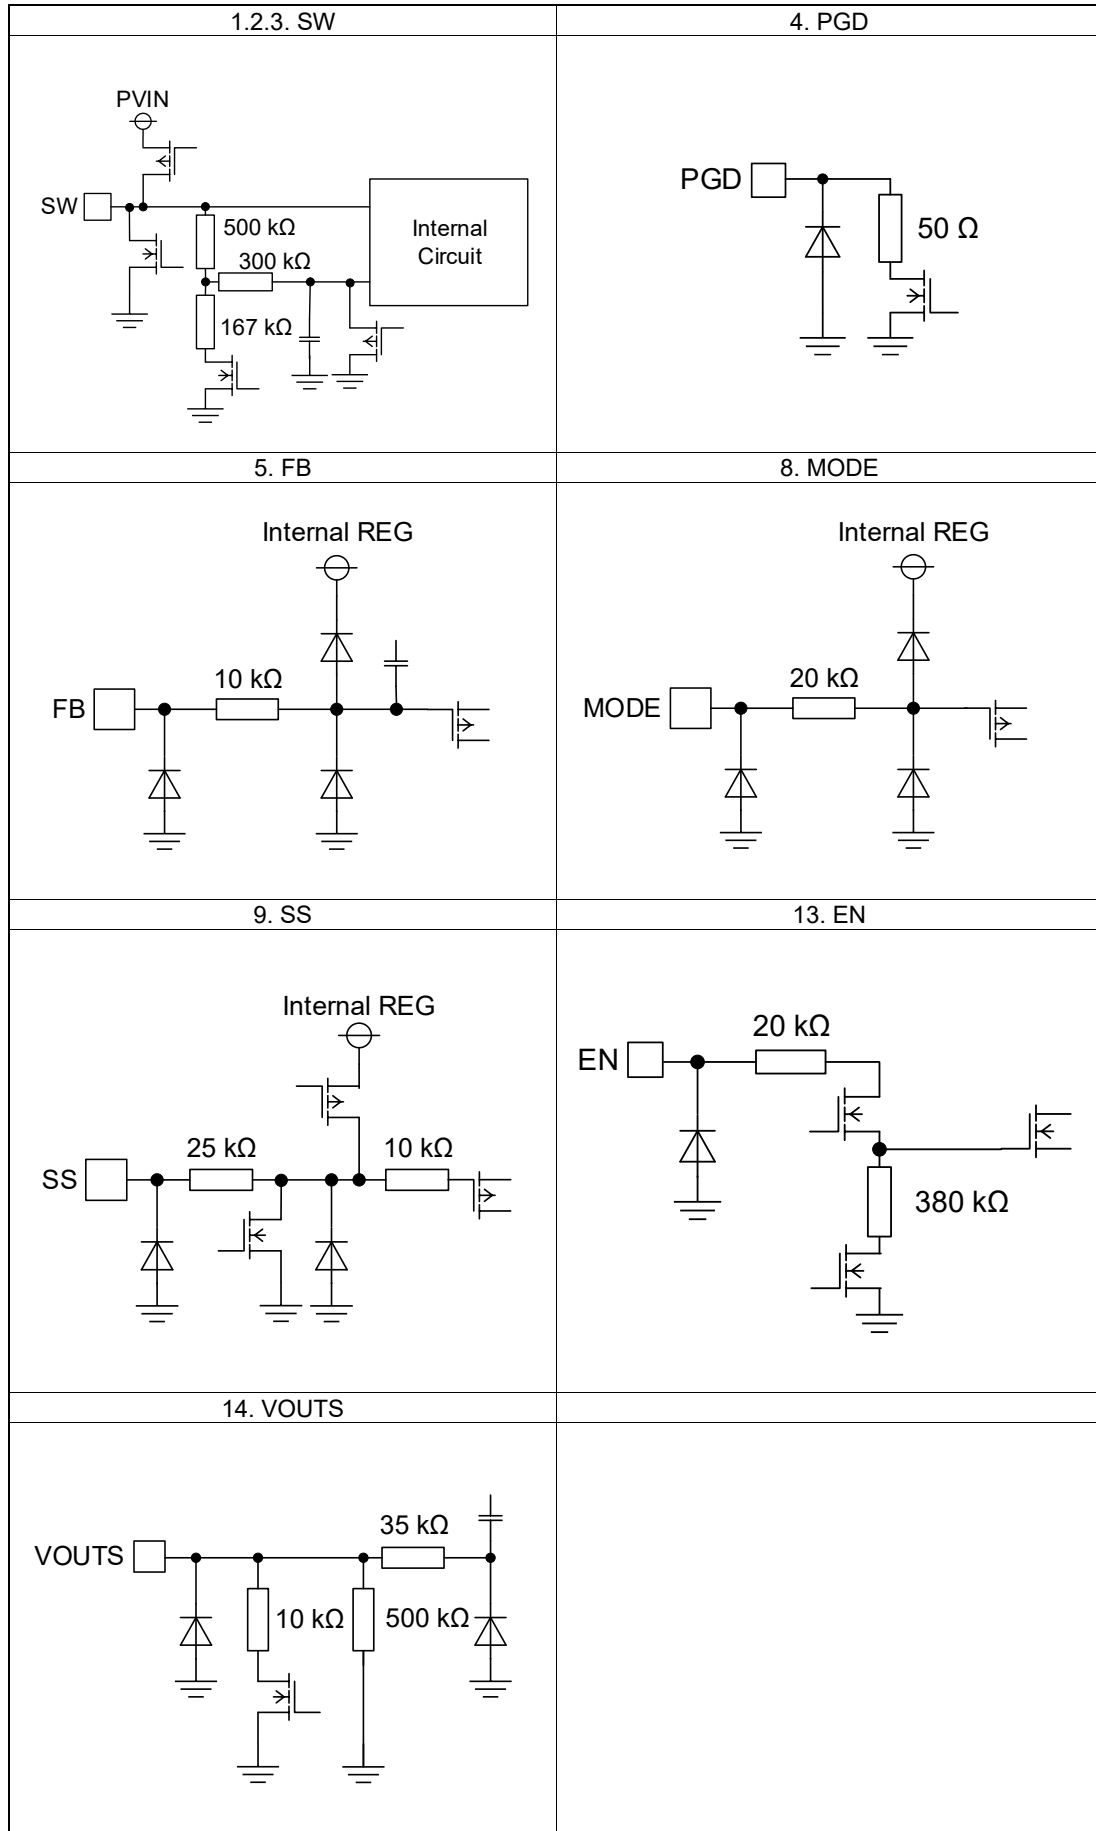 1.2.3. SW
4. PGD
PVIN
SW
500 kΩ
300 kΩ
167 kΩ
Internal
Circuit
PGD
50 Ω
5. FB
8. MODE
Internal REG
10 kΩ
FB
Internal REG
20 kΩ
MODE
9. SS
13. EN
Internal REG
25 kΩ
10 kΩ
SS
20 kΩ
EN
380 kΩ
14. VOUTS
35 kΩ
VOUTS
10 kΩ
500 kΩ